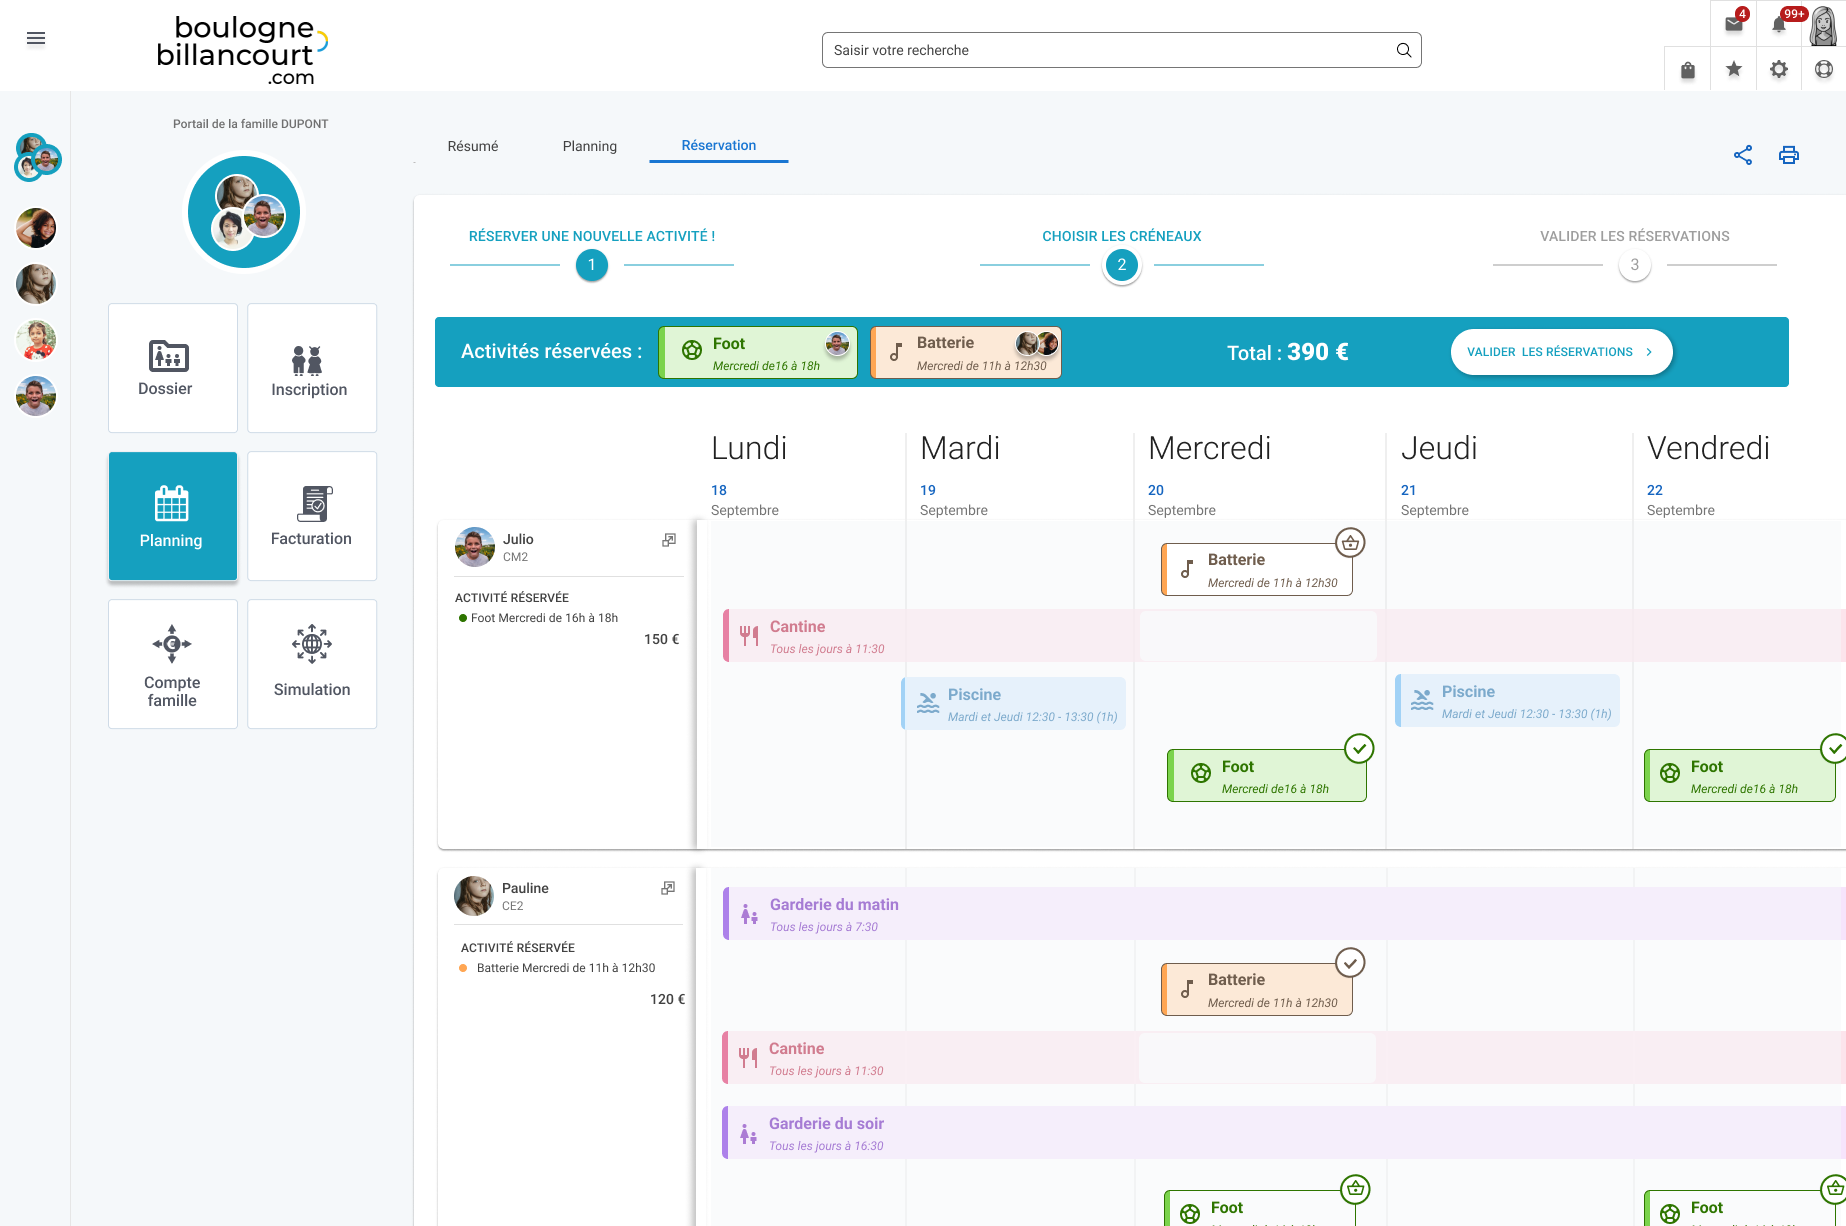 boulogne
billancourt
.com
Saisir votre recherche
4
99+
Portail de la famille DUPONT
Résumé
Planning
Réservation
Dossier
Inscription
Planning
Facturation
Compte
famille
Simulation
RÉSERVER UNE NOUVELLE ACTIVITÉ !
1
CHOISIR LES CRÉNEAUX
2
VALIDER LES RÉSERVATIONS
3
Activités réservées :
Foot
Mercredi de16 à 18h
Batterie
Mercredi de 11h à 12h30
Total : 390 €
VALIDER LES RÉSERVATIONS
Lundi
18
Septembre
Mardi
19
Septembre
Mercredi
20
Septembre
Jeudi
21
Septembre
Vendredi
22
Septembre
Julio
CM2
ACTIVITÉ RÉSERVÉE
Foot Mercredi de 16h à 18h
150 €
Batterie
Mercredi de 11h à 12h30
Cantine
Tous les jours à 11:30
Piscine
Mardi et Jeudi 12:30 - 13:30 (1h)
Piscine
Mardi et Jeudi 12:30 - 13:30 (1h)
Foot
Mercredi de16 à 18h
Foot
Mercredi de16 à 18h
Pauline
CE2
ACTIVITÉ RÉSERVÉE
Batterie Mercredi de 11h à 12h30
120 €
Garderie du matin
Tous les jours à 7:30
Batterie
Mercredi de 11h à 12h30
Cantine
Tous les jours à 11:30
Garderie du soir
Tous les jours à 16:30
Foot
Foot